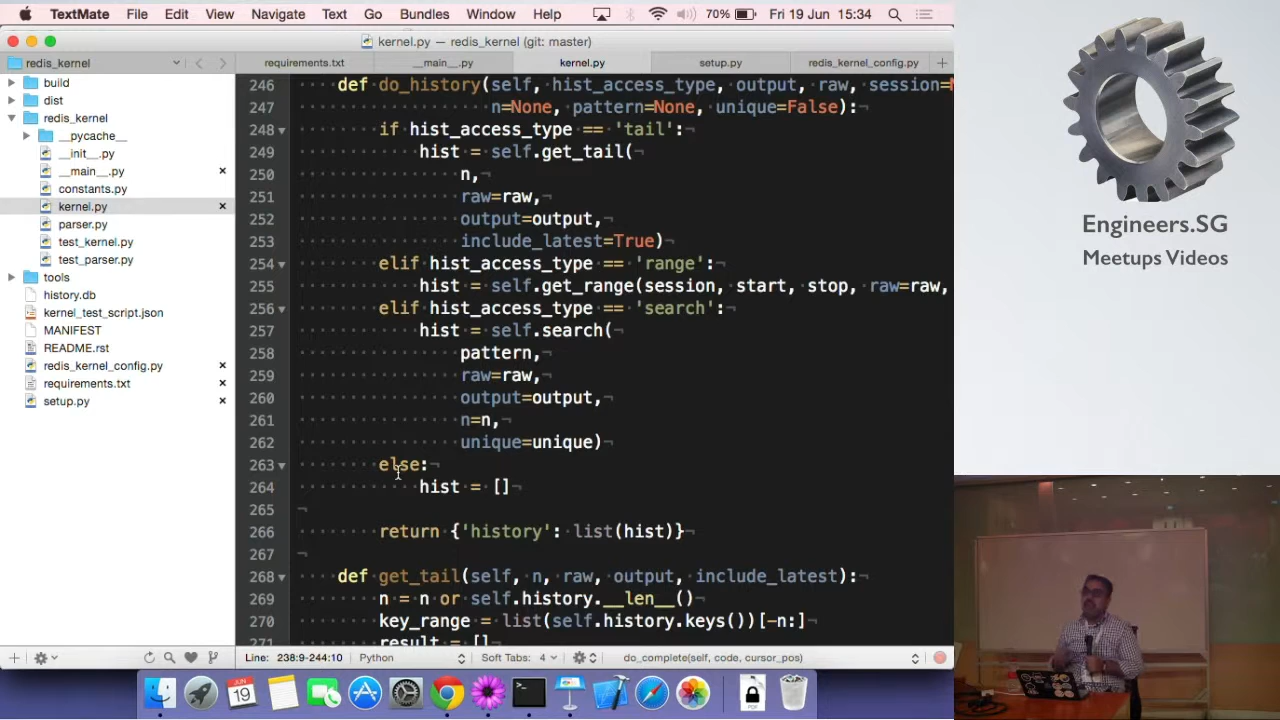 TextMate File Edit View Navigate Text Go Bundles Window Help 70% Fri 19 Jun 15:34
kernel.py — redis_kernel (git: master)
redis_kernel requirements.txt __main__.py kernel.py setup.py redis_kernel_config.py
build
dist
redis_kernel
__pycache__
__init__.py
__main__.py
constants.py
kernel.py
parser.py
test_kernel.py
test_parser.py
tools
history.db
kernel_test_script.json
MANIFEST
README.rst
redis_kernel_config.py
requirements.txt
setup.py
246 def do_history(self, hist_access_type, output, raw, session=
247 n=None, pattern=None, unique=False):
248 if hist_access_type == 'tail':
249 hist = self.get_tail(
250 n,
251 raw=raw,
252 output=output,
253 include_latest=True)
254 elif hist_access_type == 'range':
255 hist = self.get_range(session, start, stop, raw=raw,
256 elif hist_access_type == 'search':
257 hist = self.search(
258 pattern,
259 raw=raw,
260 output=output,
261 n=n,
262 unique=unique)
263 else:
264 hist = []
265
266 return {'history': list(hist)}
267
268 def get_tail(self, n, raw, output, include_latest):
269 n = n or self.history.__len__()
270 key_range = list(self.history.keys())[-n:]
271 result = []
Line: 238:9-244:10 Python Soft Tabs: 4 do_complete(self, code, cursor_pos)
19
PDF
Engineers.SG
Meetups Videos